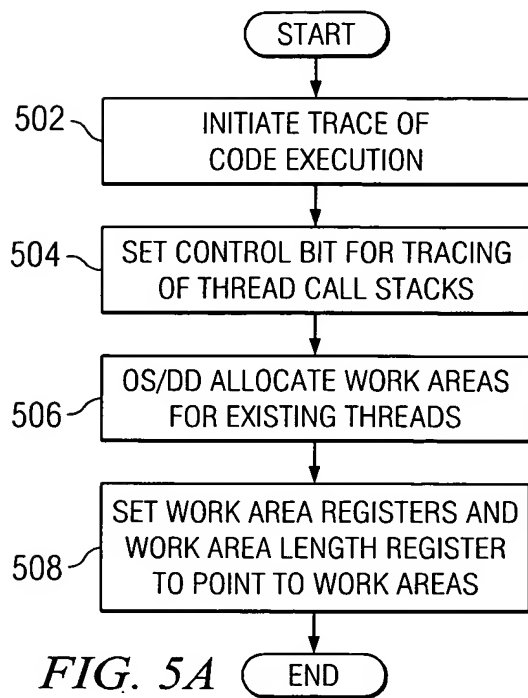 START
502
INITIATE TRACE OF
CODE EXECUTION
504
SET CONTROL BIT FOR TRACING
OF THREAD CALL STACKS
506
OS/DD ALLOCATE WORK AREAS
FOR EXISTING THREADS
508
SET WORK AREA REGISTERS AND
WORK AREA LENGTH REGISTER
TO POINT TO WORK AREAS
FIG. 5A
END